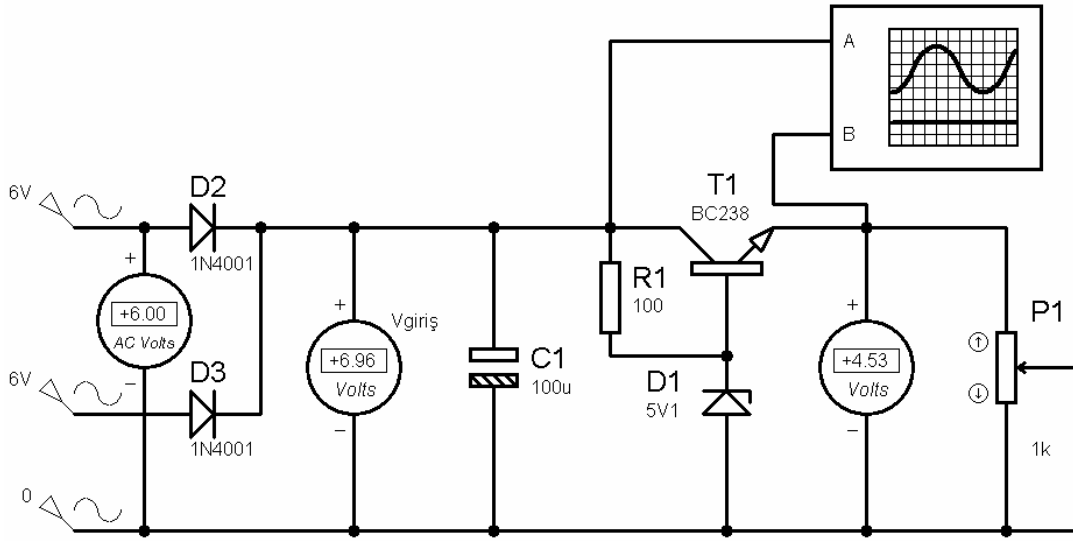 A
B
6V
D2
1N4001
+
+6.00
AC Volts
−
6V
D3
1N4001
0
+
Vgiriş
+6.96
Volts
−
C1
100u
R1
100
T1
BC238
D1
5V1
+
+4.53
Volts
−
P1
1k